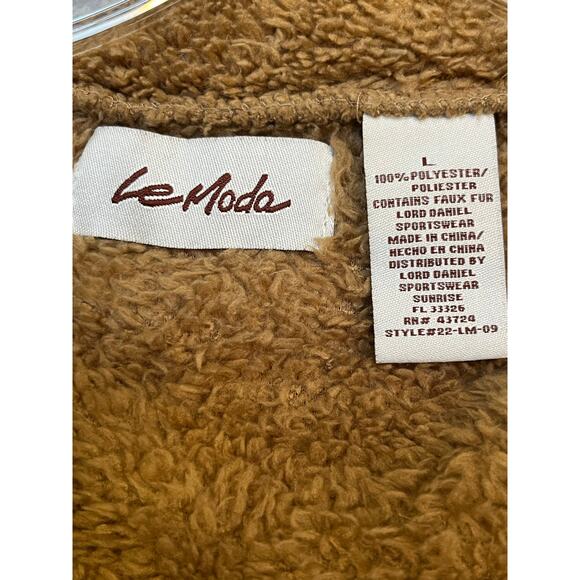 Le Moda
L
100% POLYESTER/
POLIESTER
CONTAINS FAUX FUR
LORD DANIEL
SPORTSWEAR
MADE IN CHINA/
HECHO EN CHINA
DISTRIBUTED BY
LORD DANIEL
SPORTSWEAR
SUNRISE
FL 33326
RN# 43724
STYLE#22-LM-09